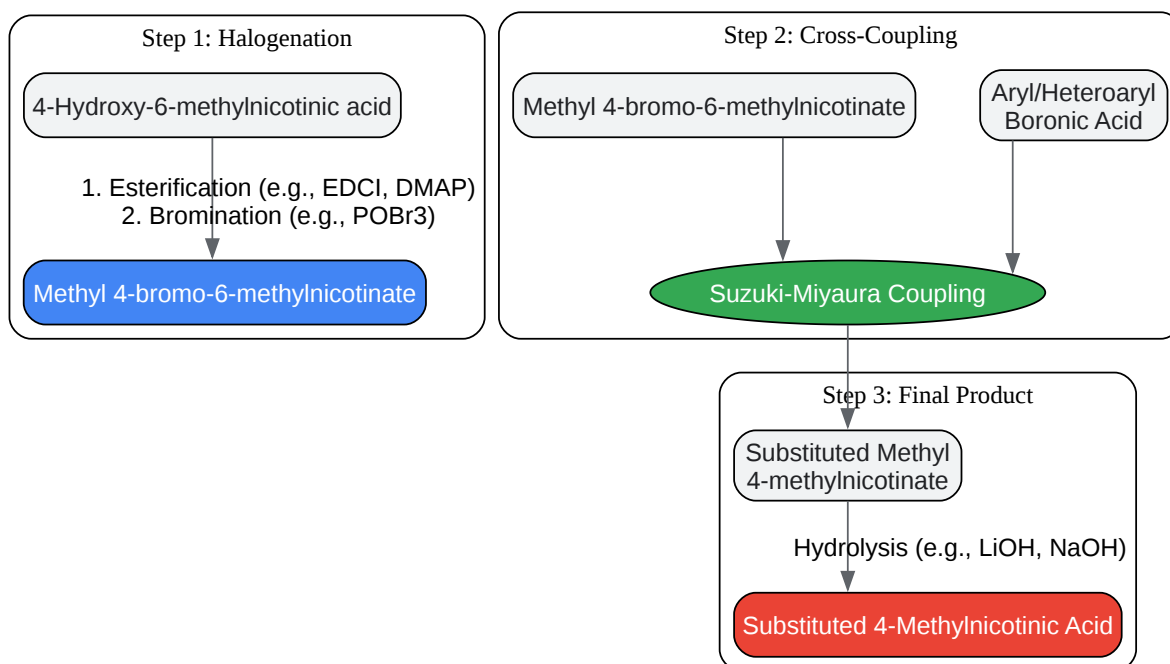 Step 1: Halogenation
4-Hydroxy-6-methylnicotinic acid
1. Esterification (e.g., EDCI, DMAP)
2. Bromination (e.g., POBr3)
Methyl 4-bromo-6-methylnicotinate
Step 2: Cross-Coupling
Methyl 4-bromo-6-methylnicotinate
Aryl/Heteroaryl
Boronic Acid
Suzuki-Miyaura Coupling
Step 3: Final Product
Substituted Methyl
4-methylnicotinate
Hydrolysis (e.g., LiOH, NaOH)
Substituted 4-Methylnicotinic Acid